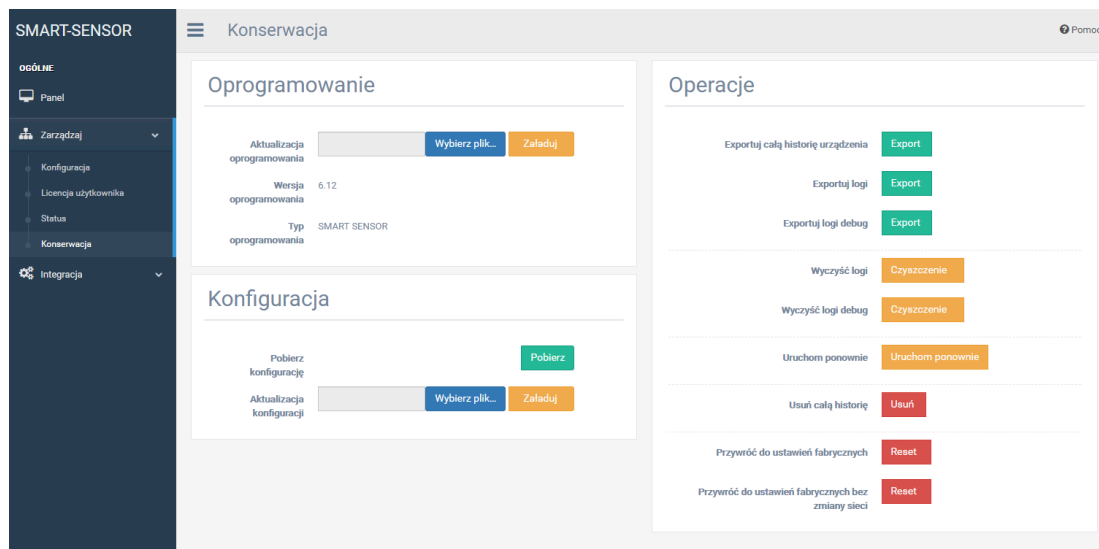 SMART-SENSOR
Konserwacja
Pomoc
OGÓLNE
Panel
Zarządzaj
Konfiguracja
Licencja użytkownika
Status
Konserwacja
Integracja
Oprogramowanie
Aktualizacja
oprogramowania
Wybierz plik...
Załaduj
Wersja
oprogramowania
6.12
Typ
oprogramowania
SMART SENSOR
Konfiguracja
Pobierz
konfigurację
Pobierz
Aktualizacja
konfiguracji
Wybierz plik...
Załaduj
Operacje
Exportuj całą historię urządzenia
Export
Exportuj logi
Export
Exportuj logi debug
Export
Wyczyść logi
Czyszczenie
Wyczyść logi debug
Czyszczenie
Uruchom ponownie
Uruchom ponownie
Usuń całą historię
Usuń
Przywróć do ustawień fabrycznych
Reset
Przywróć do ustawień fabrycznych bez
zmiany sieci
Reset